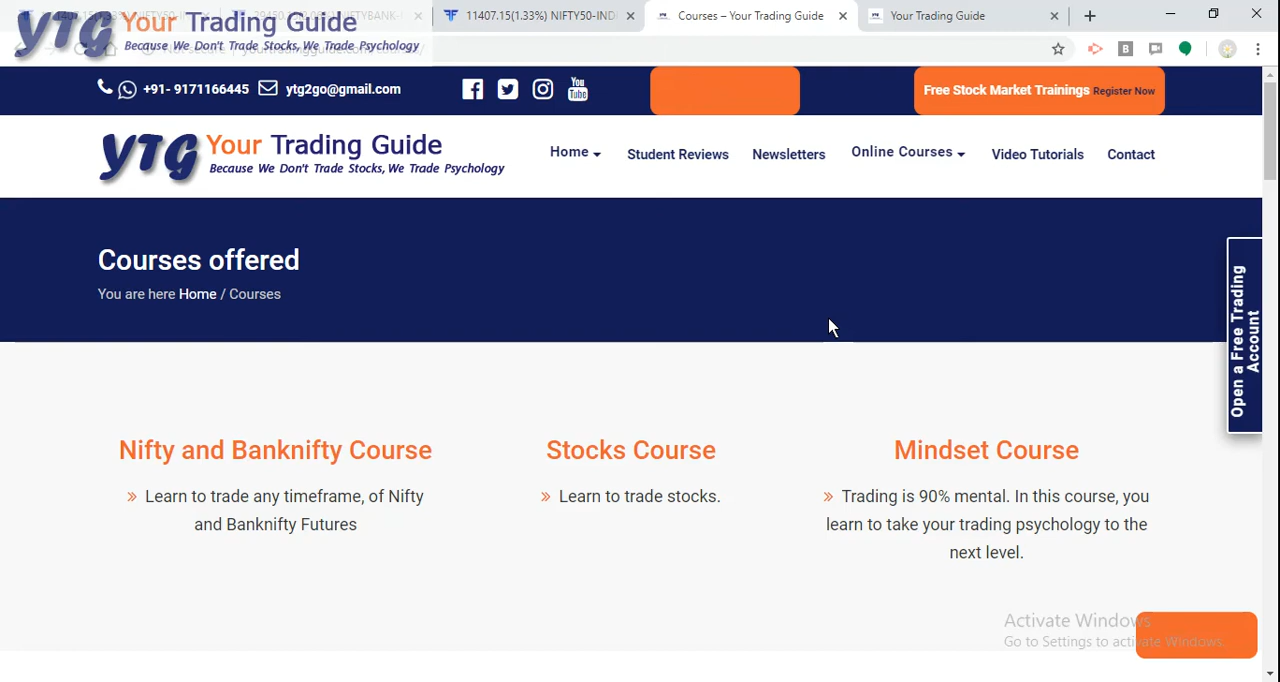 11407.15(1.33%) NIFTY50-IND
Courses – Your Trading Guide
Your Trading Guide
YTG Your Trading Guide
Because We Don't Trade Stocks, We Trade Psychology
+91- 9171166445
ytg2go@gmail.com
You Tube
Free Stock Market Trainings Register Now
YTG Your Trading Guide
Because We Don't Trade Stocks, We Trade Psychology
Home
Student Reviews
Newsletters
Online Courses
Video Tutorials
Contact
Courses offered
You are here Home / Courses
Open a Free Trading
Account
Nifty and Banknifty Course
» Learn to trade any timeframe, of Nifty
and Banknifty Futures
Stocks Course
» Learn to trade stocks.
Mindset Course
» Trading is 90% mental. In this course, you
learn to take your trading psychology to the
next level.
Activate Windows
Go to Settings to activate Windows.